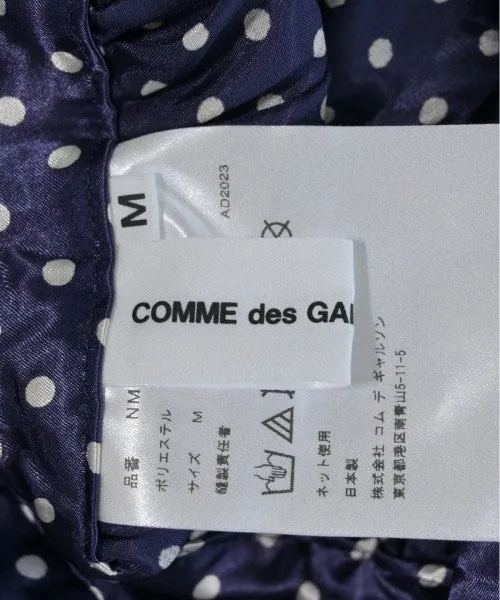 M
AD2023
COMME des GA
品番 NM
ポリエステル
サイズ M
縫製責任者
ネット使用
日本製
株式会社 コム デ ギャルソン
東京都港区南青山5-11-5